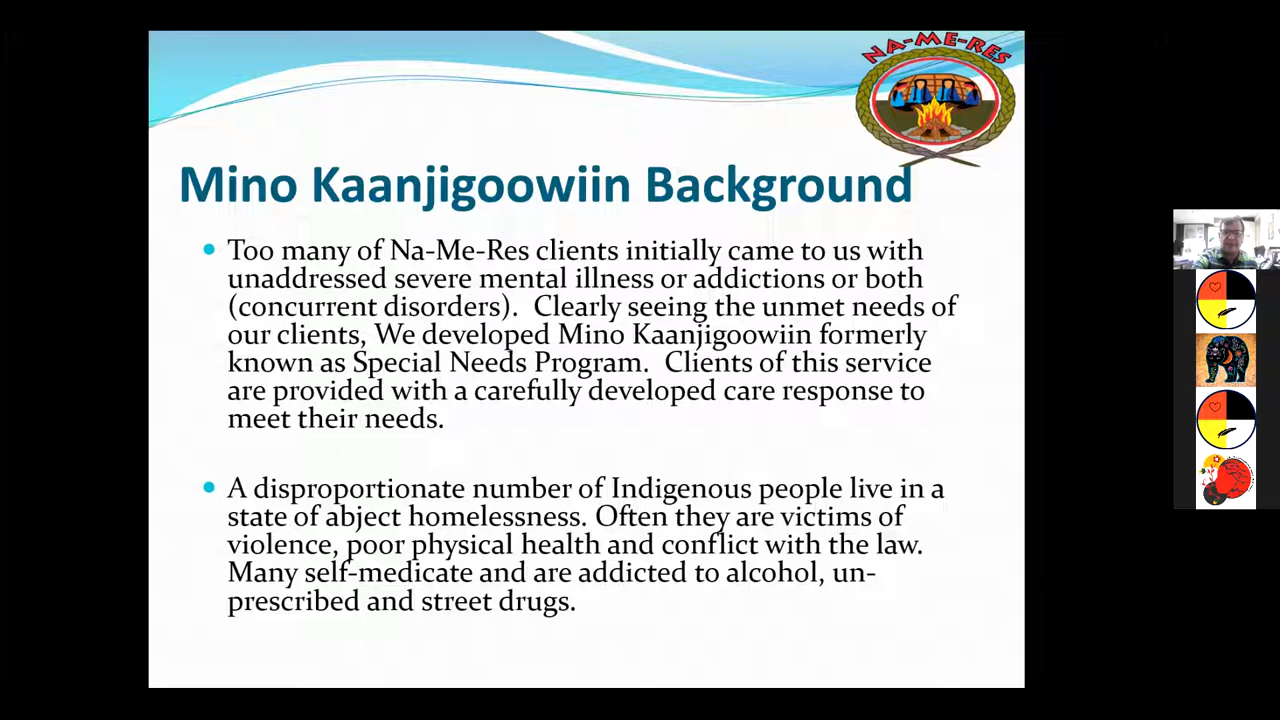 NA-ME-RES
Mino Kaanjigoowiin Background
• Too many of Na-Me-Res clients initially came to us with
unaddressed severe mental illness or addictions or both
(concurrent disorders).  Clearly seeing the unmet needs of
our clients, We developed Mino Kaanjigoowiin formerly
known as Special Needs Program.  Clients of this service
are provided with a carefully developed care response to
meet their needs.
• A disproportionate number of Indigenous people live in a
state of abject homelessness. Often they are victims of
violence, poor physical health and conflict with the law.
Many self-medicate and are addicted to alcohol, un-
prescribed and street drugs.